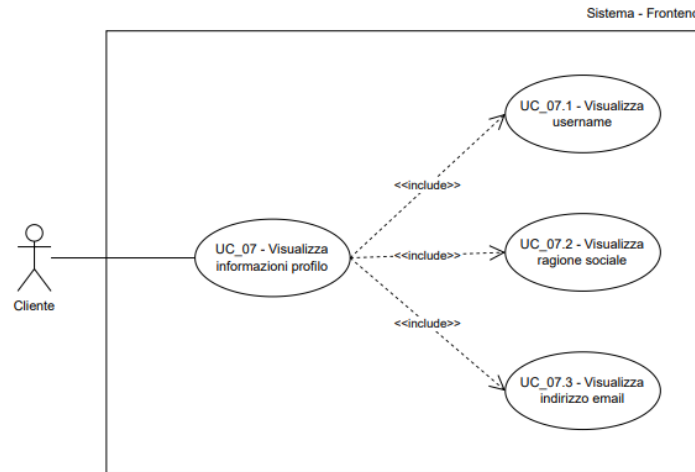 Sistema - Frontend
UC_07.1 - Visualizza
username
<<include>>
UC_07 - Visualizza
informazioni profilo
<<include>>
UC_07.2 - Visualizza
ragione sociale
Cliente
<<include>>
UC_07.3 - Visualizza
indirizzo email